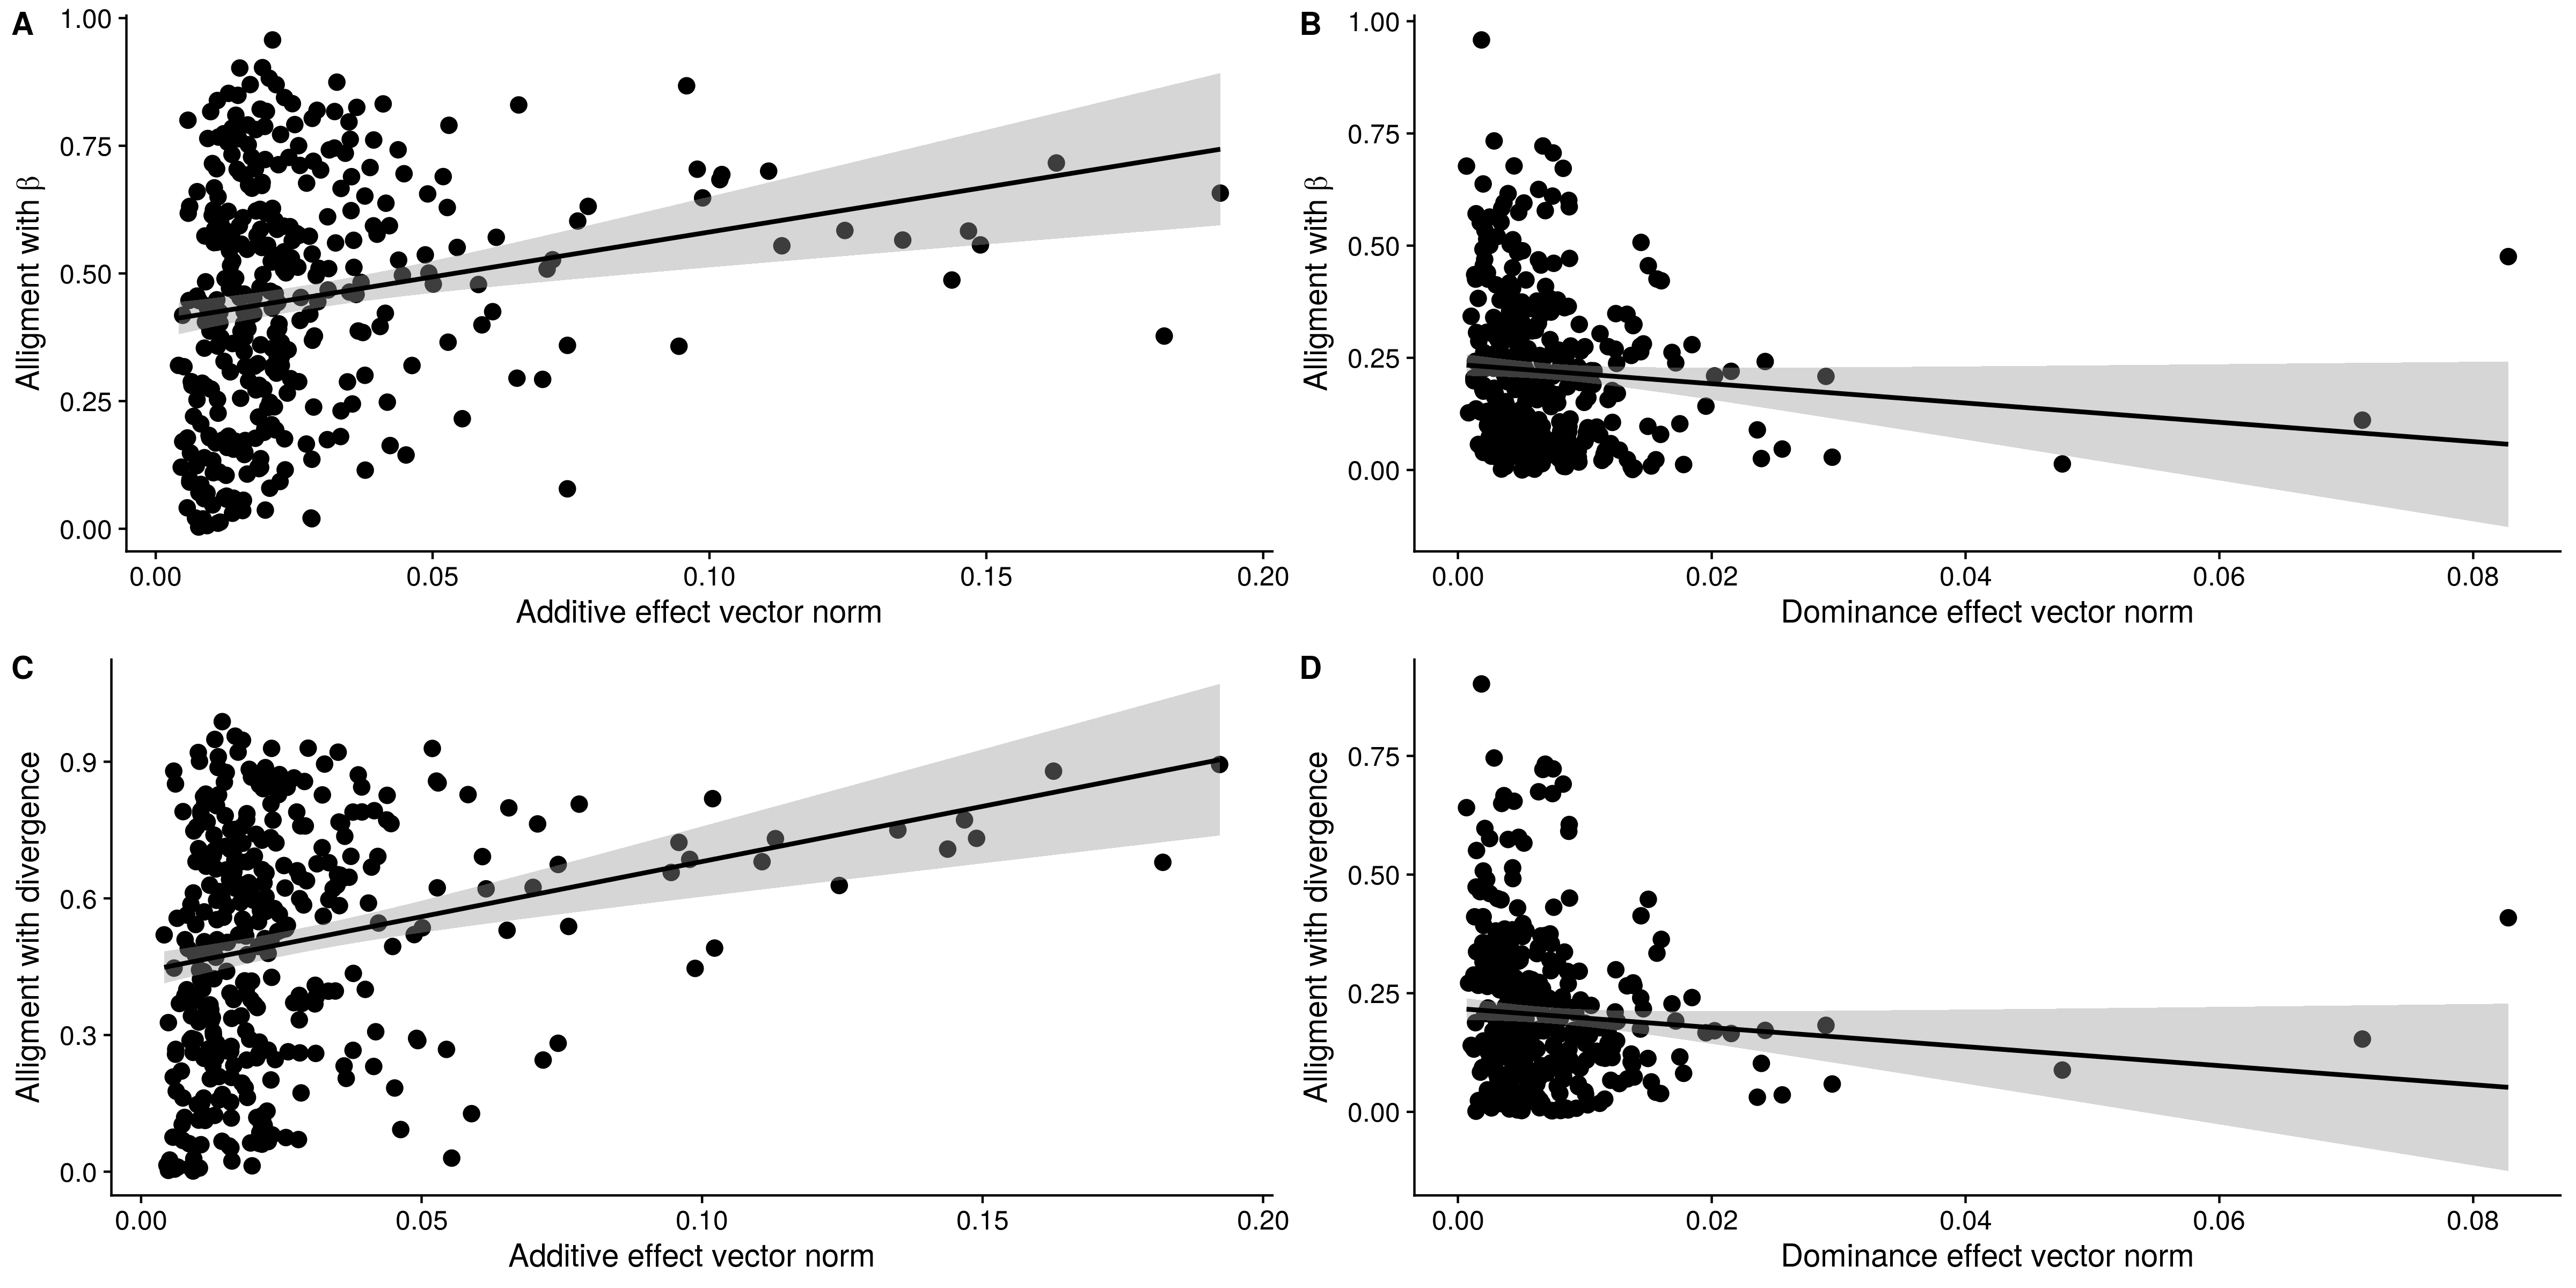 A
Alligment with β
1.00
0.75
0.50
0.25
0.00
0.00 0.05 0.10 0.15 0.20
Additive effect vector norm
B
Alligment with β
1.00
0.75
0.50
0.25
0.00
0.00 0.02 0.04 0.06 0.08
Dominance effect vector norm
C
Alligment with divergence
0.9
0.6
0.3
0.0
0.00 0.05 0.10 0.15 0.20
Additive effect vector norm
D
Alligment with divergence
0.75
0.50
0.25
0.00
0.00 0.02 0.04 0.06 0.08
Dominance effect vector norm